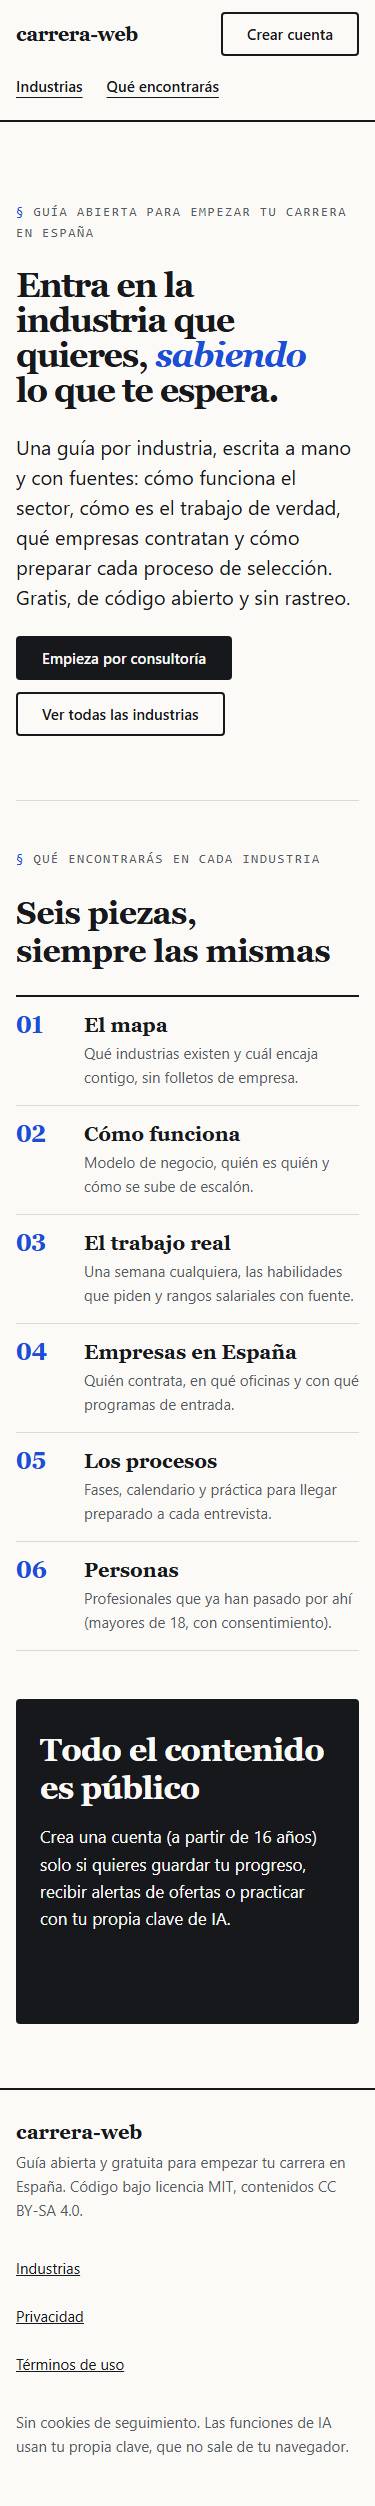 carrera-web
Crear cuenta
Industrias
Qué encontrarás
§ GUÍA ABIERTA PARA EMPEZAR TU CARRERA
EN ESPAÑA
Entra en la
industria que
quieres, sabiendo
lo que te espera.
Una guía por industria, escrita a mano
y con fuentes: cómo funciona el
sector, cómo es el trabajo de verdad,
qué empresas contratan y cómo
preparar cada proceso de selección.
Gratis, de código abierto y sin rastreo.
Empieza por consultoría
Ver todas las industrias
§ QUÉ ENCONTRARÁS EN CADA INDUSTRIA
Seis piezas,
siempre las mismas
01
El mapa
Qué industrias existen y cuál encaja
contigo, sin folletos de empresa.
02
Cómo funciona
Modelo de negocio, quién es quién y
cómo se sube de escalón.
03
El trabajo real
Una semana cualquiera, las habilidades
que piden y rangos salariales con fuente.
04
Empresas en España
Quién contrata, en qué oficinas y con qué
programas de entrada.
05
Los procesos
Fases, calendario y práctica para llegar
preparado a cada entrevista.
06
Personas
Profesionales que ya han pasado por ahí
(mayores de 18, con consentimiento).
Todo el contenido
es público
Crea una cuenta (a partir de 16 años)
solo si quieres guardar tu progreso,
recibir alertas de ofertas o practicar
con tu propia clave de IA.
carrera-web
Guía abierta y gratuita para empezar tu carrera en
España. Código bajo licencia MIT, contenidos CC
BY-SA 4.0.
Industrias
Privacidad
Términos de uso
Sin cookies de seguimiento. Las funciones de IA
usan tu propia clave, que no sale de tu navegador.